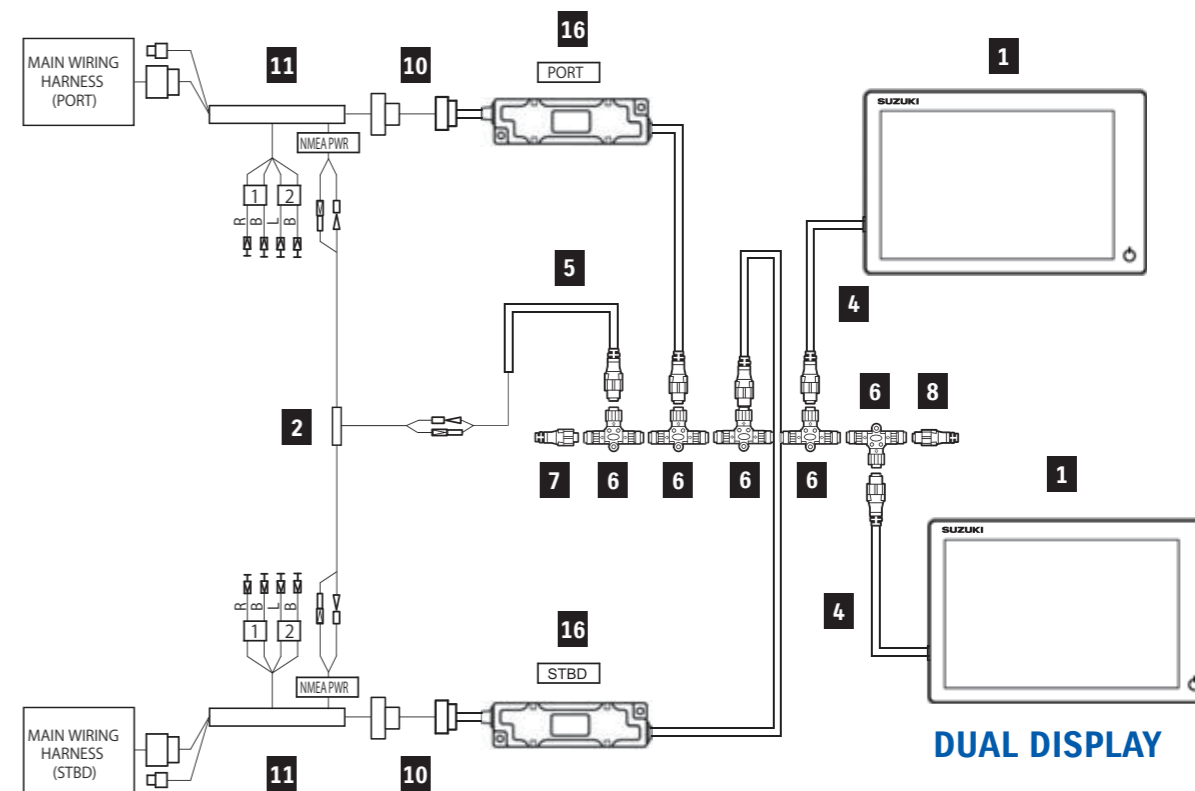 16
PORT
1
MAIN WIRING
HARNESS
(PORT)
11
10
SUZUKI
NMEA PWR
1
2
R
B
L
B
5
4
2
6
8
7
6
6
6
6
1
SUZUKI
R
B
L
B
1
2
4
16
STBD
NMEA PWR
MAIN WIRING
HARNESS
(STBD)
11
10
DUAL DISPLAY